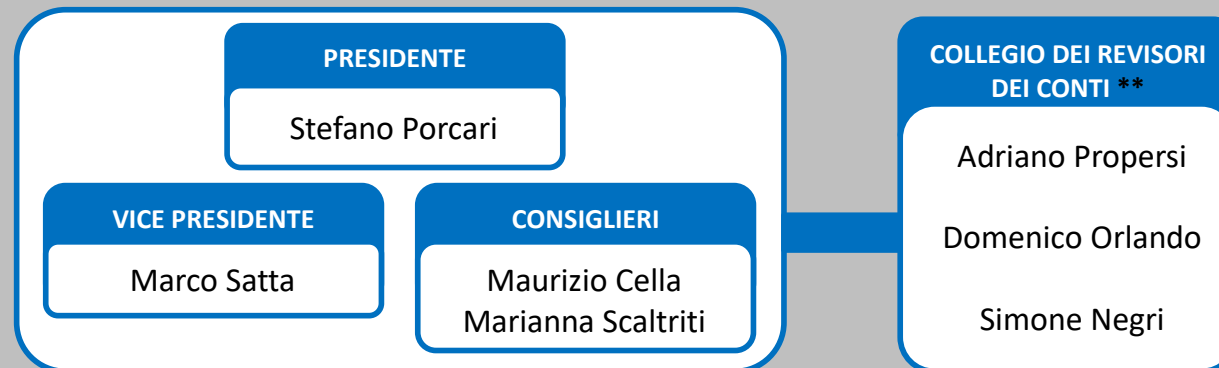 PRESIDENTE
Stefano Porcari
VICE PRESIDENTE
Marco Satta
CONSIGLIERI
Maurizio Cella
Marianna Scaltriti
COLLEGIO DEI REVISORI
DEI CONTI **
Adriano Propersi
Domenico Orlando
Simone Negri